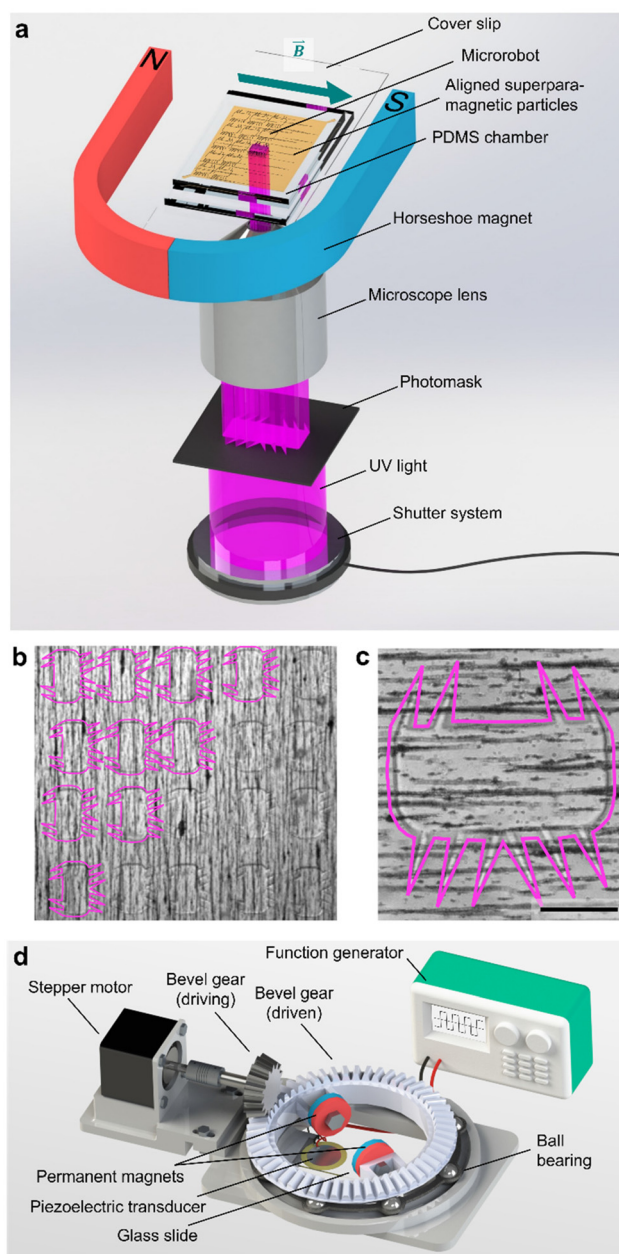 a
N
B
S
Cover slip
Microrobot
Aligned superpara-
magnetic particles
PDMS chamber
Horseshoe magnet
Microscope lens
Photomask
UV light
Shutter system
b
c
d
Function generator
Bevel gear
(driving)
Bevel gear
(driven)
Stepper motor
Ball
bearing
Permanent magnets
Piezoelectric transducer
Glass slide